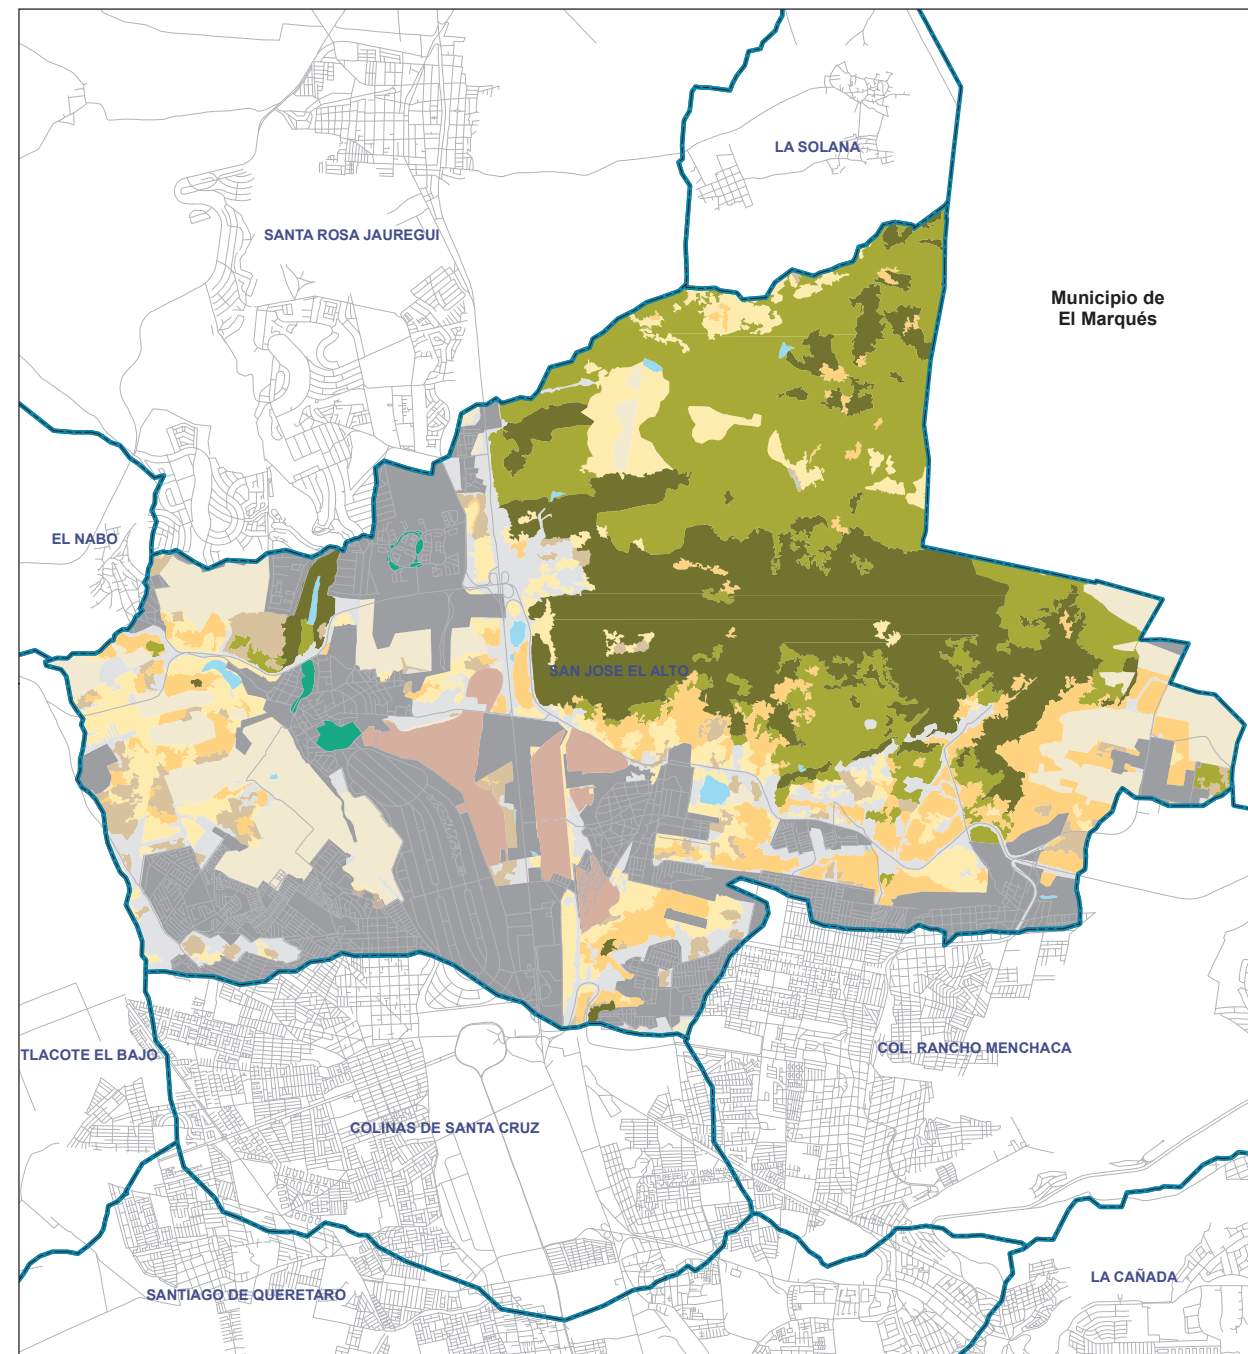 LA SOLANA
SANTA ROSA JAUREGUI
Municipio de
El Marqués
EL NABO
SAN JOSE EL ALTO
TLACOTE EL BAJO
COL. RANCHO MENCHACA
COLINAS DE SANTA CRUZ
LA CAÑADA
SANTIAGO DE QUERETARO